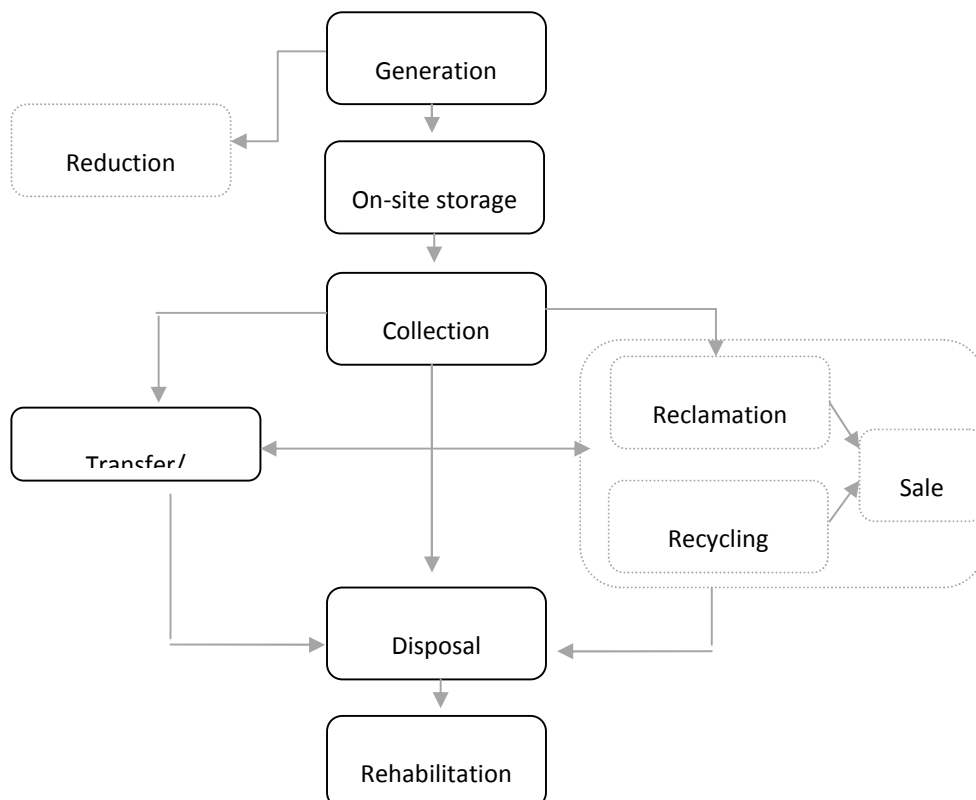 Generation
Reduction
On-site storage
Collection
Reclamation
Transfer/
Sale
Recycling
Disposal
Rehabilitation